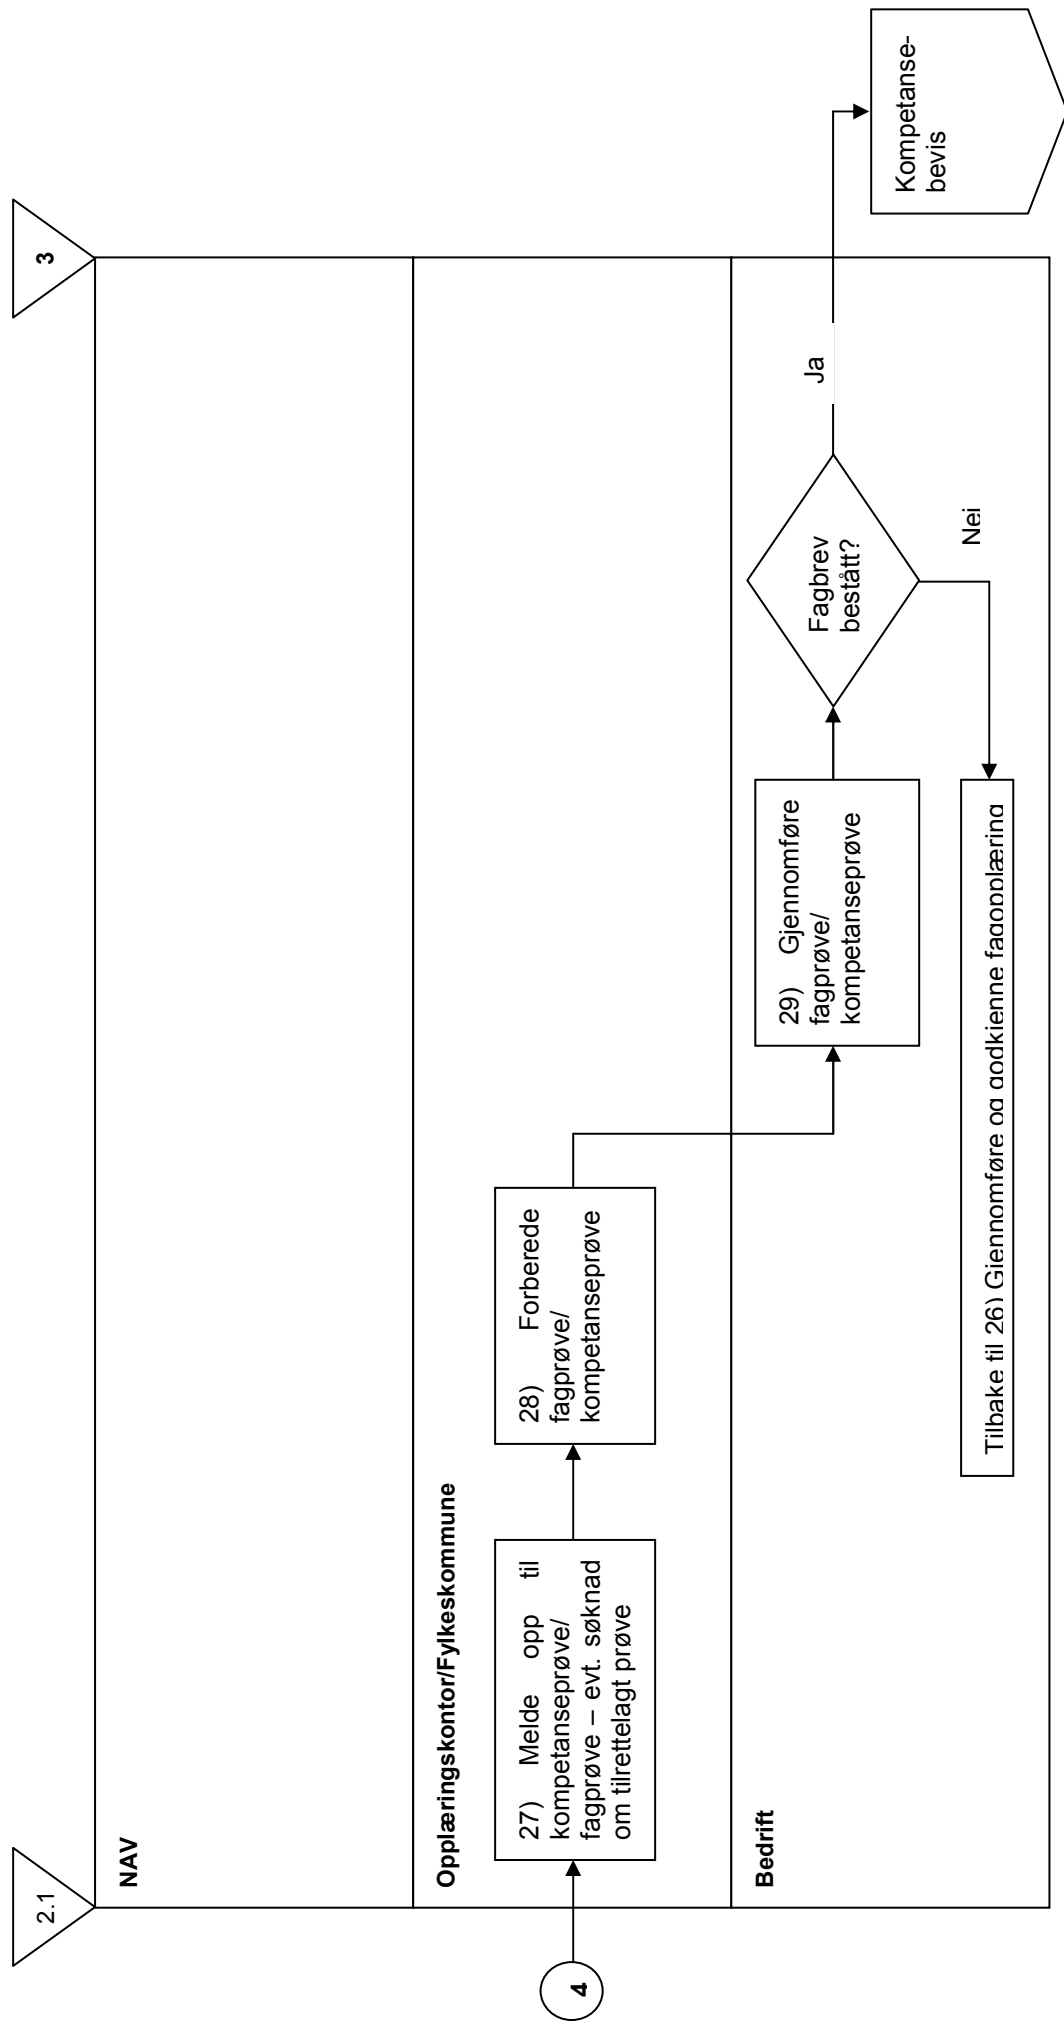 2.1
3
NAV
Opplæringskontor/Fylkeskommune
4
27) Melde opp til
kompetanseprøve/
fagprøve – evt. søknad
om tilrettelagt prøve
28) Forberede
fagprøve/
kompetanseprøve
Bedrift
29) Gjennomføre
fagprøve/
kompetanseprøve
Fagbrev
bestått?
Ja
Nei
Tilbake til 26) Gjennomføre og godkjenne fagopplæring
Kompetanse-
bevis